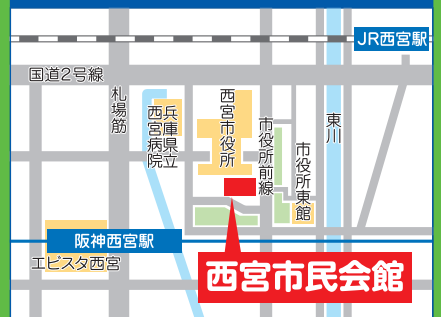 JR西宮駅
国道2号線
札場筋
兵庫県立
西宮病院
西宮市役所
市役所前線
市役所東館
東川
阪神西宮駅
エビスタ西宮
西宮市民会館